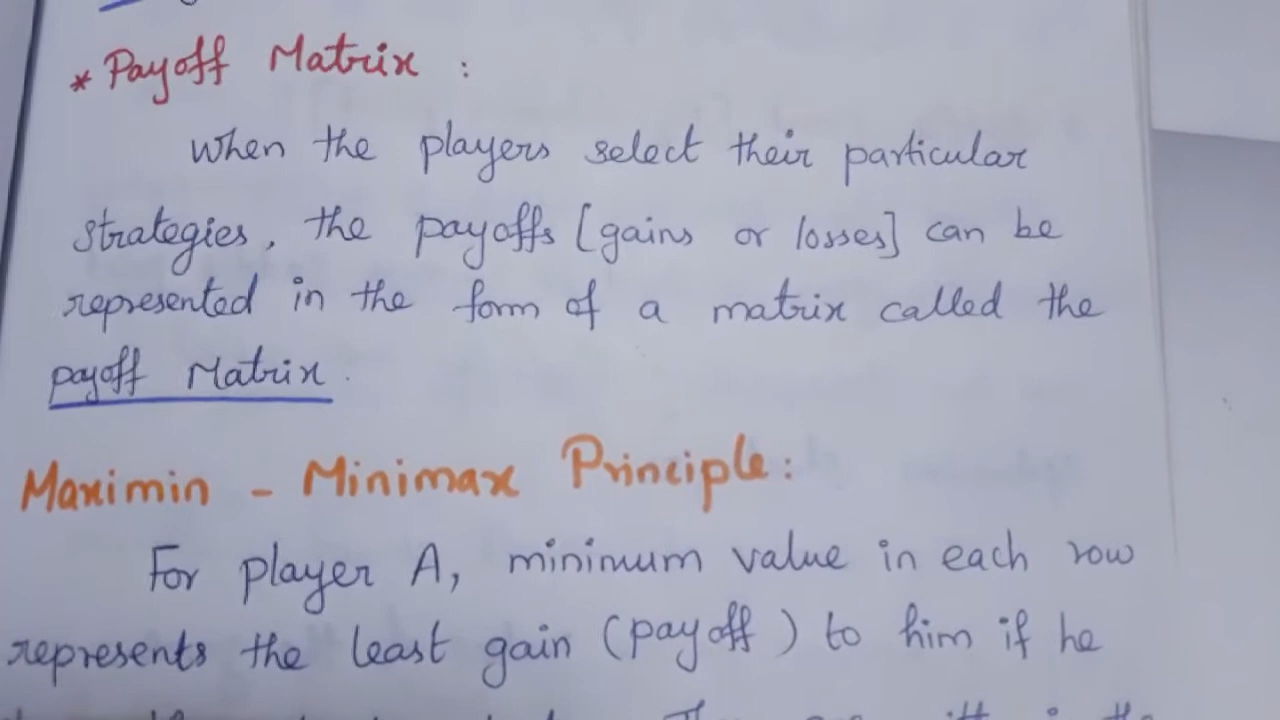 * Payoff Matrix :
When the players select their particular
strategies, the payoffs [gains or losses] can be
represented in the form of a matrix called the
payoff Matrix.
Maximin - Minimax Principle:
For player A, minimum value in each row
represents the least gain (payoff) to him if he